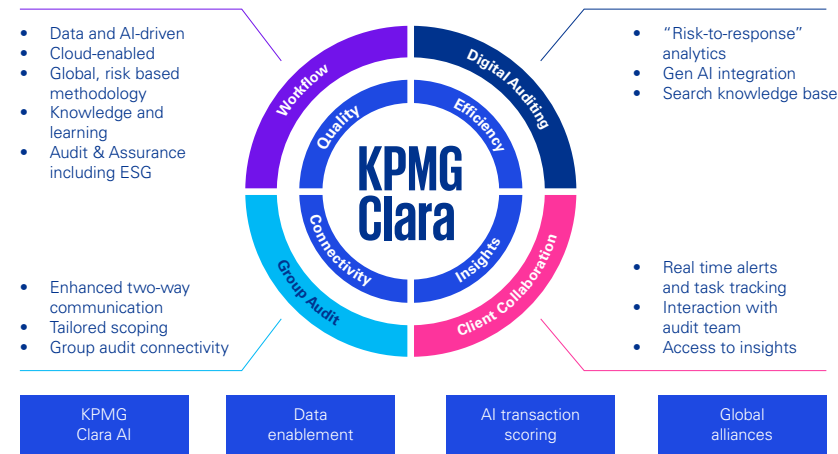 • Data and AI-driven
• Cloud-enabled
• Global, risk based
methodology
• Knowledge and
learning
• Audit & Assurance
including ESG
• “Risk-to-response”
analytics
• Gen AI integration
• Search knowledge base
Workflow
Digital Auditing
Quality
Efficiency
KPMG
Clara
Connectivity
Insights
Group Audit
Client Collaboration
• Enhanced two-way
communication
• Tailored scoping
• Group audit connectivity
• Real time alerts
and task tracking
• Interaction with
audit team
• Access to insights
KPMG
Clara AI
Data
enablement
AI transaction
scoring
Global
alliances